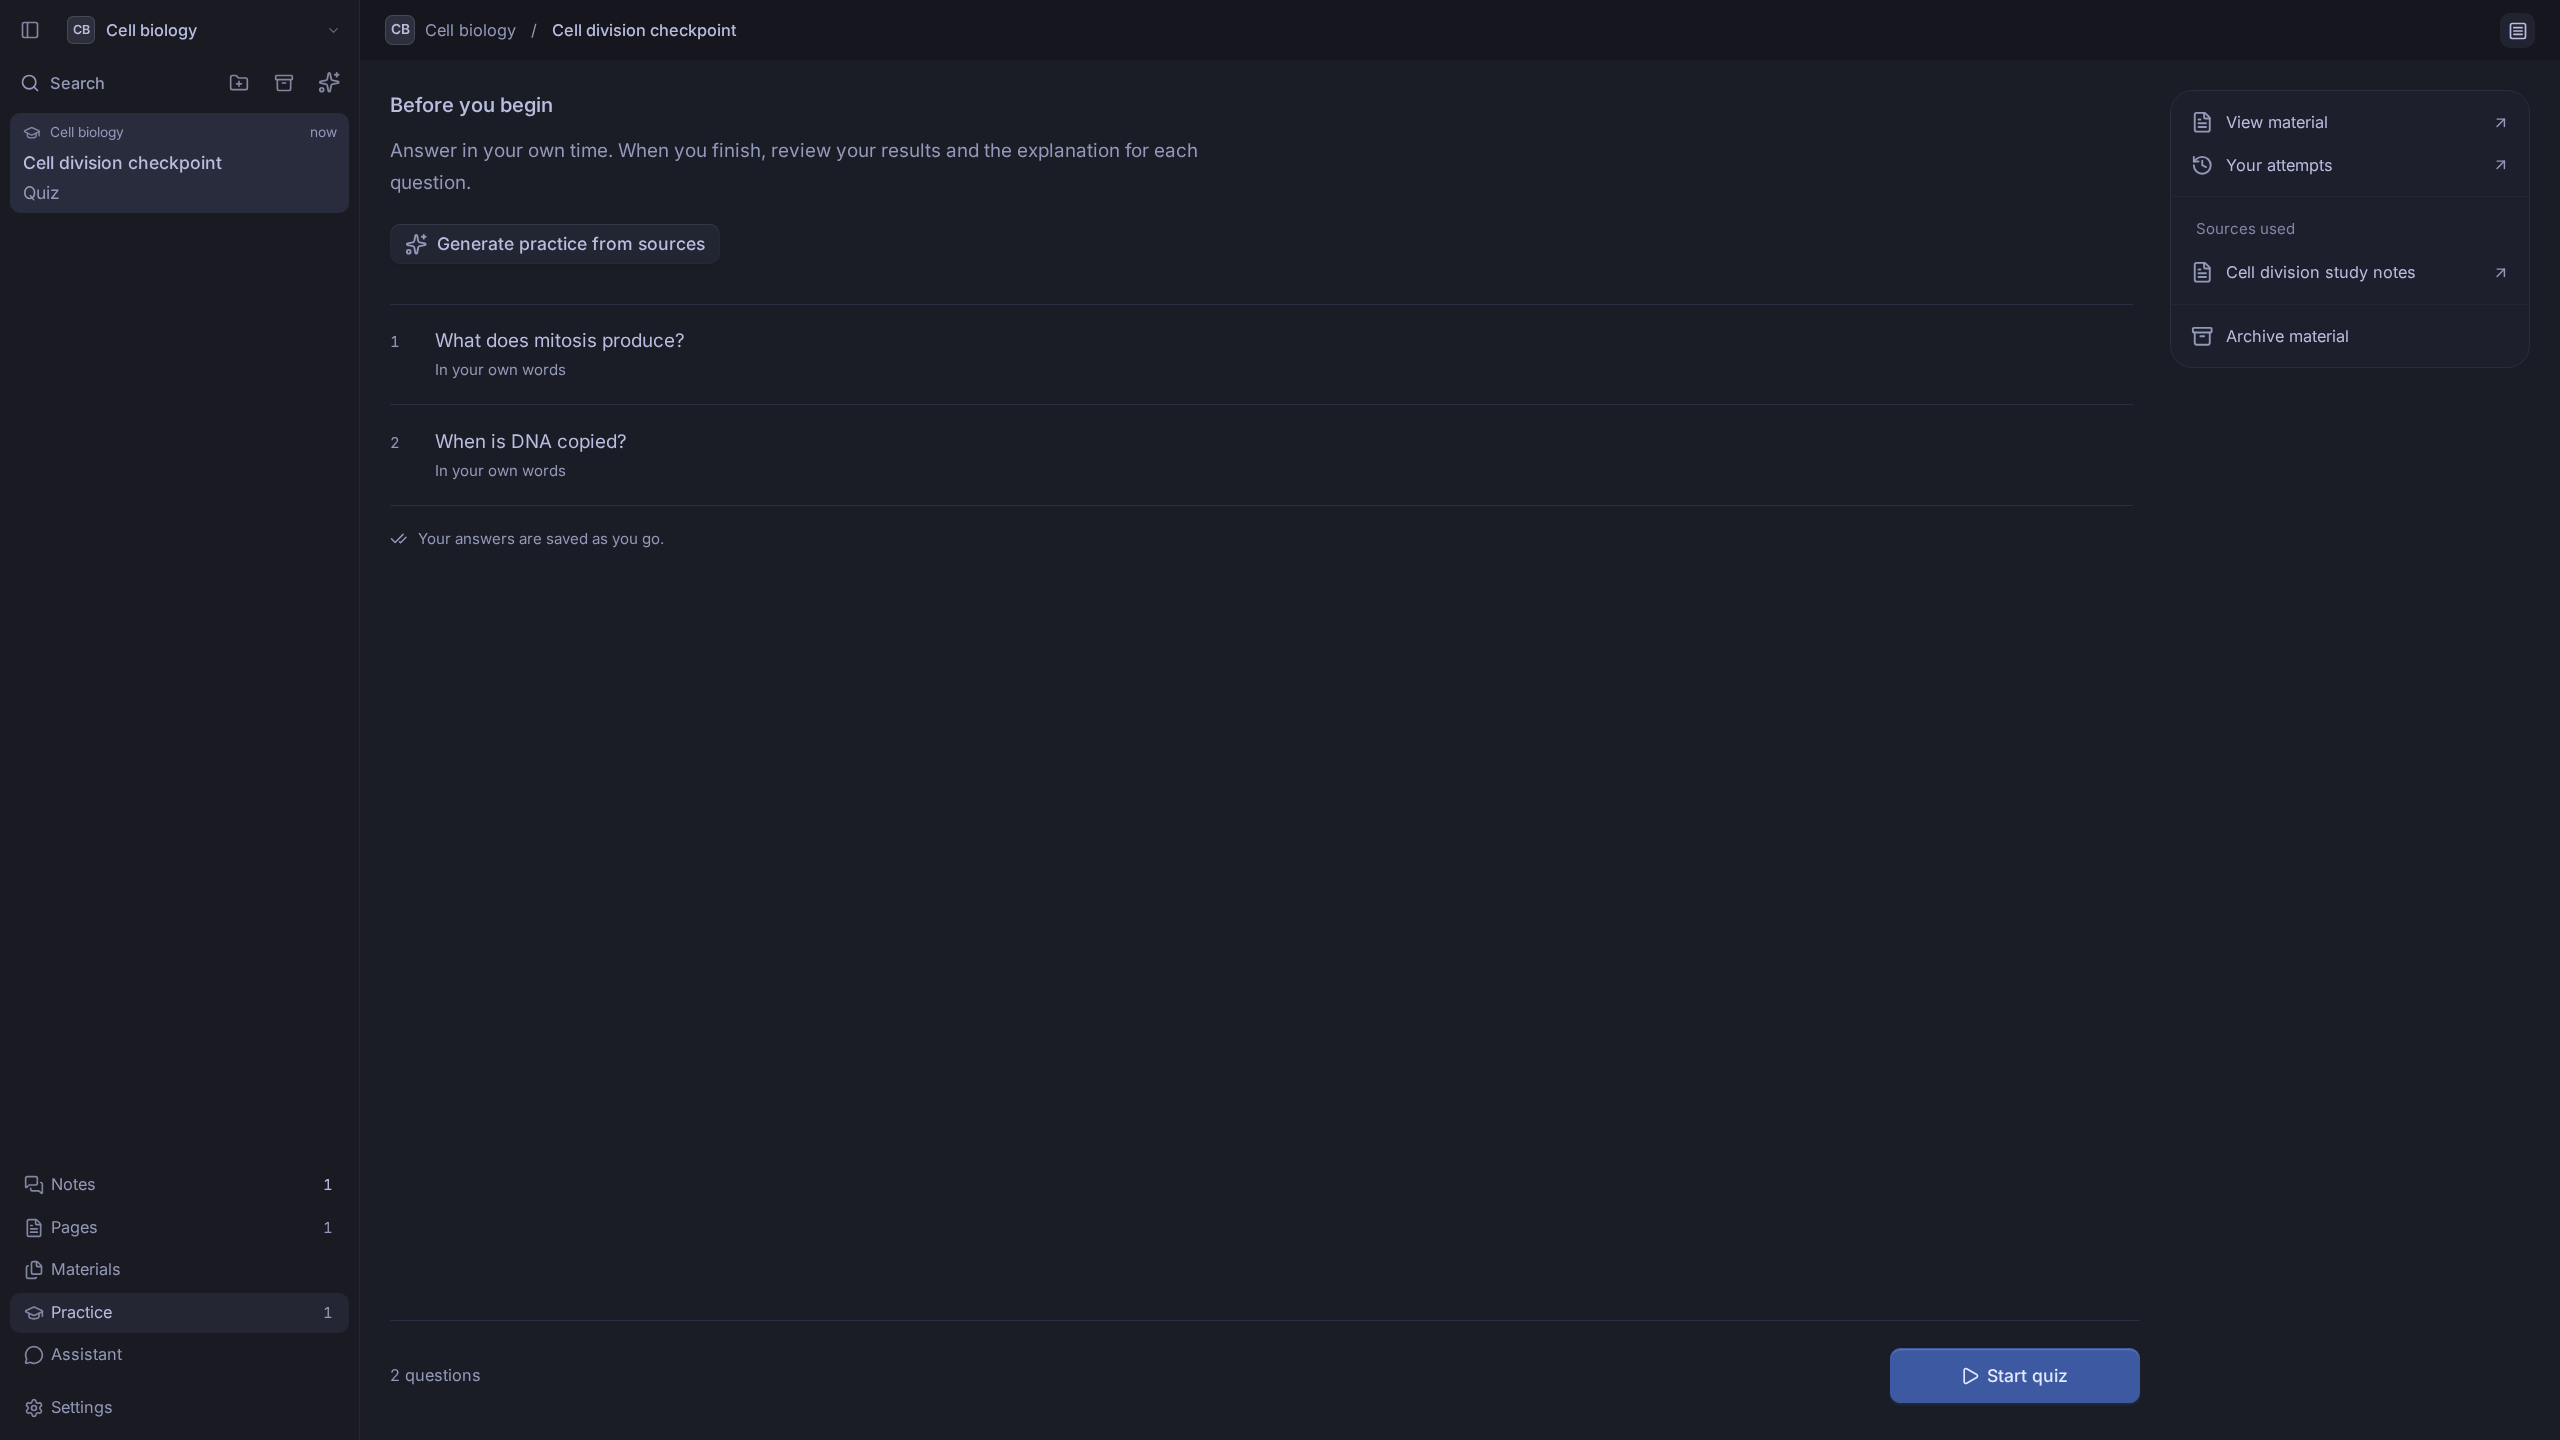 CB Cell biology
Search
Cell biology now
Cell division checkpoint
Quiz
Notes 1
Pages 1
Materials
Practice 1
Assistant
Settings
CB Cell biology / Cell division checkpoint
Before you begin
Answer in your own time. When you finish, review your results and the explanation for each
question.
Generate practice from sources
1 What does mitosis produce?
In your own words
2 When is DNA copied?
In your own words
Your answers are saved as you go.
2 questions
Start quiz
View material
Your attempts
Sources used
Cell division study notes
Archive material